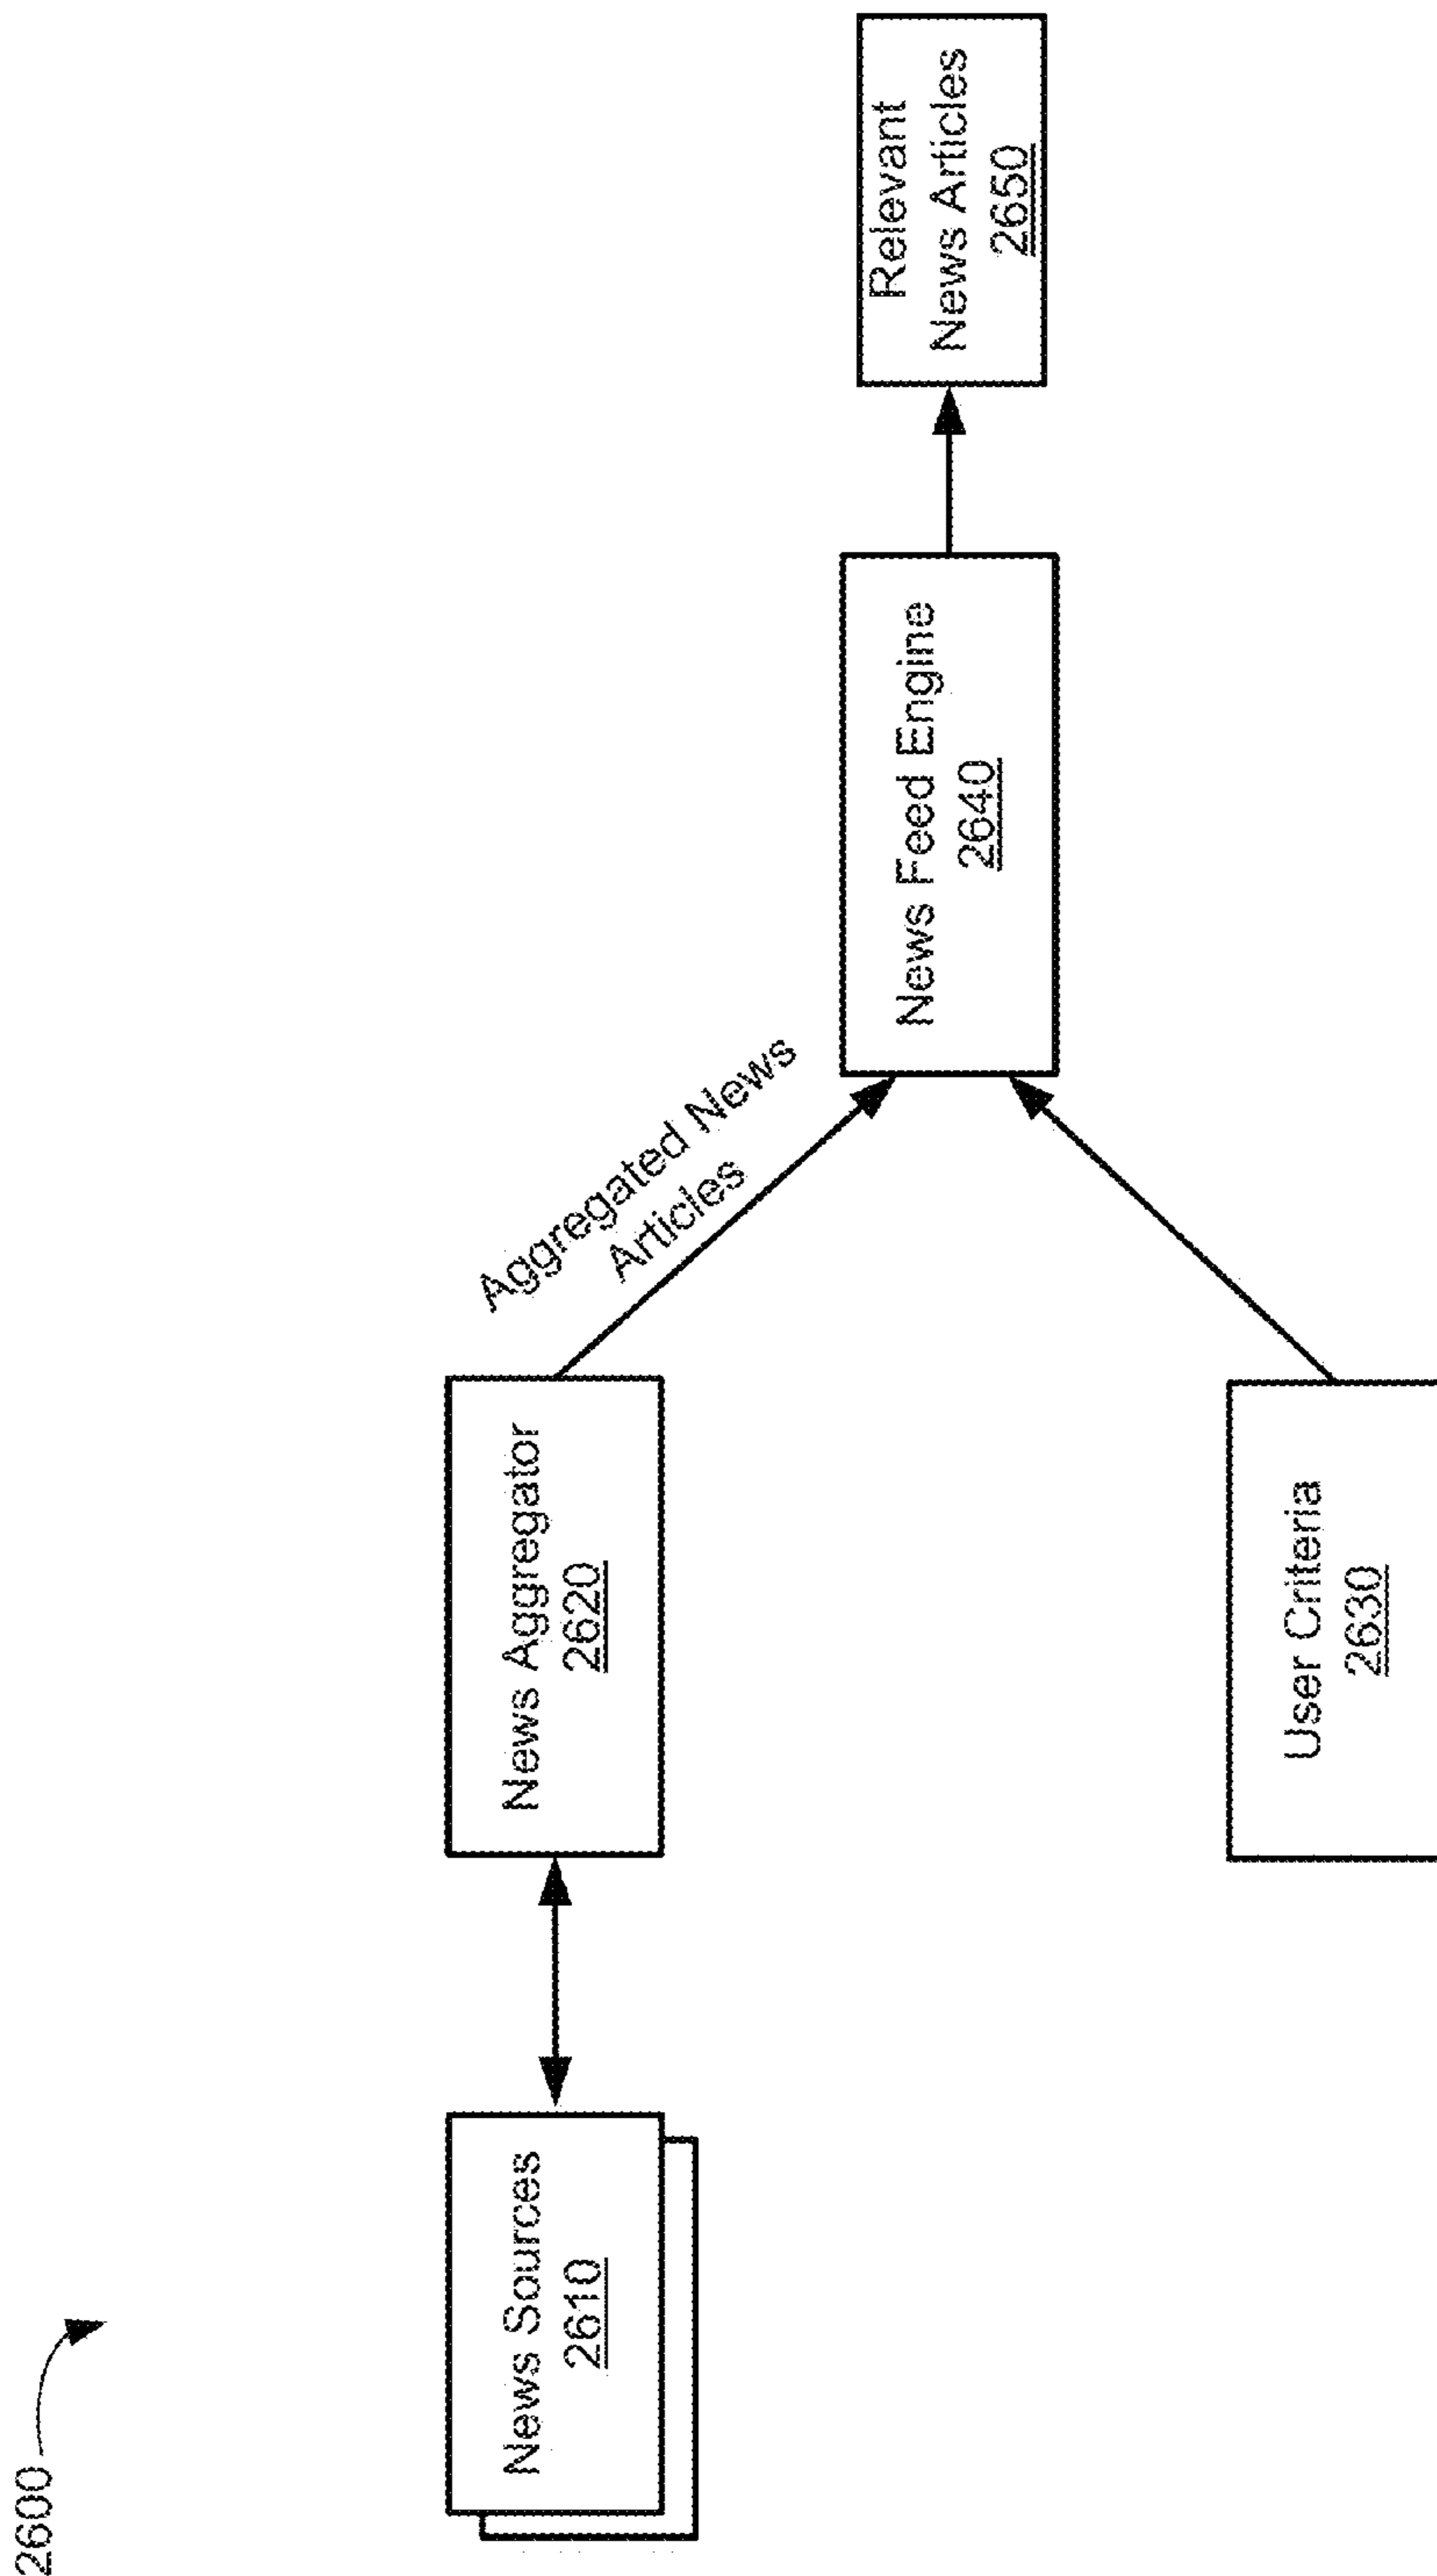 2600
News Sources
2610
News Aggregator
2620
Aggregated News
Articles
User Criteria
2630
News Feed Engine
2640
Relevant
News Articles
2650